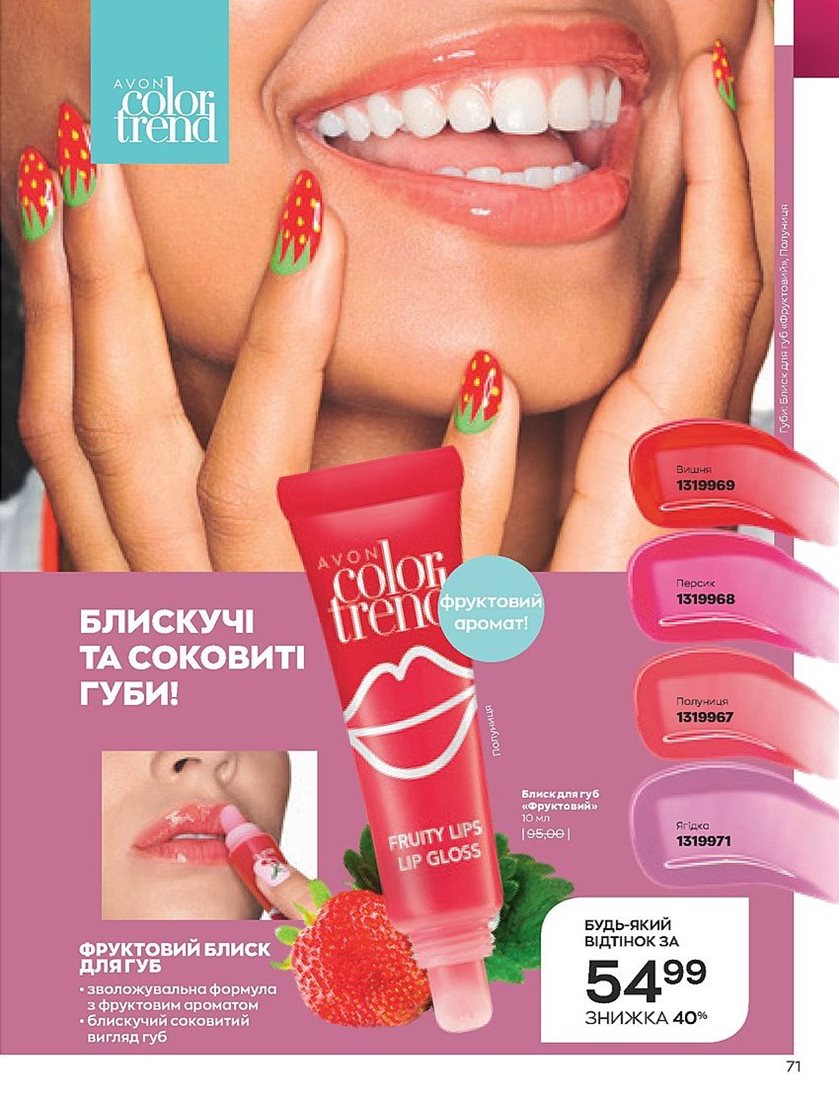 AVON
color
trend
Губи: Блиск для губ «Фруктовий», Полуниця
Вишня
1319969
Персик
1319968
Полуниця
1319967
Ягідка
1319971
AVON
color
trend
фруктовий
аромат!
FRUITY LIPS
LIP GLOSS
Полуниця
БЛИСКУЧІ
ТА СОКОВИТІ
ГУБИ!
Блиск для губ
«Фруктовий»
10 мл
| 95,00 |
ФРУКТОВИЙ БЛИСК
ДЛЯ ГУБ
• зволожувальна формула
з фруктовим ароматом
• блискучий соковитий
вигляд губ
БУДЬ-ЯКИЙ
ВІДТІНОК ЗА
54 99
ЗНИЖКА 40%
71